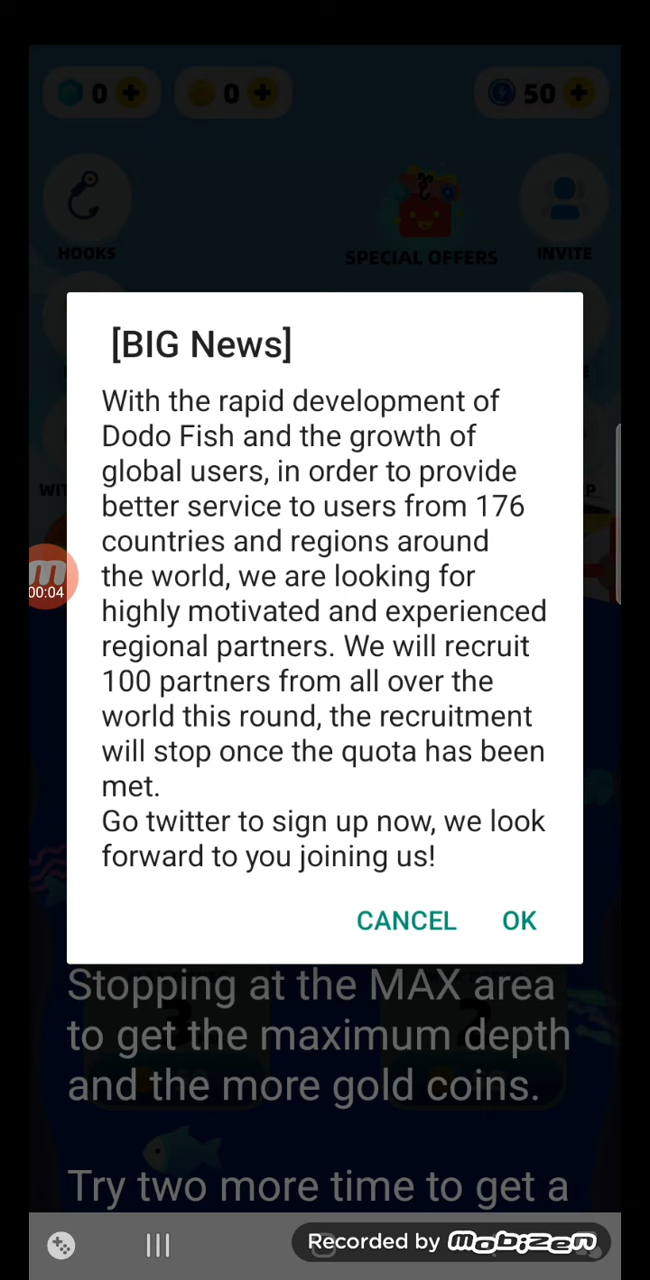 0
0
50
HOOKS
SPECIAL OFFERS
INVITE
[BIG News]
With the rapid development of
Dodo Fish and the growth of
global users, in order to provide
better service to users from 176
countries and regions around
the world, we are looking for
highly motivated and experienced
regional partners. We will recruit
100 partners from all over the
world this round, the recruitment
will stop once the quota has been
met.
Go twitter to sign up now, we look
forward to you joining us!
00:04
CANCEL OK
Stopping at the MAX area
to get the maximum depth
and the more gold coins.
Try two more time to get a
Recorded by mobizen